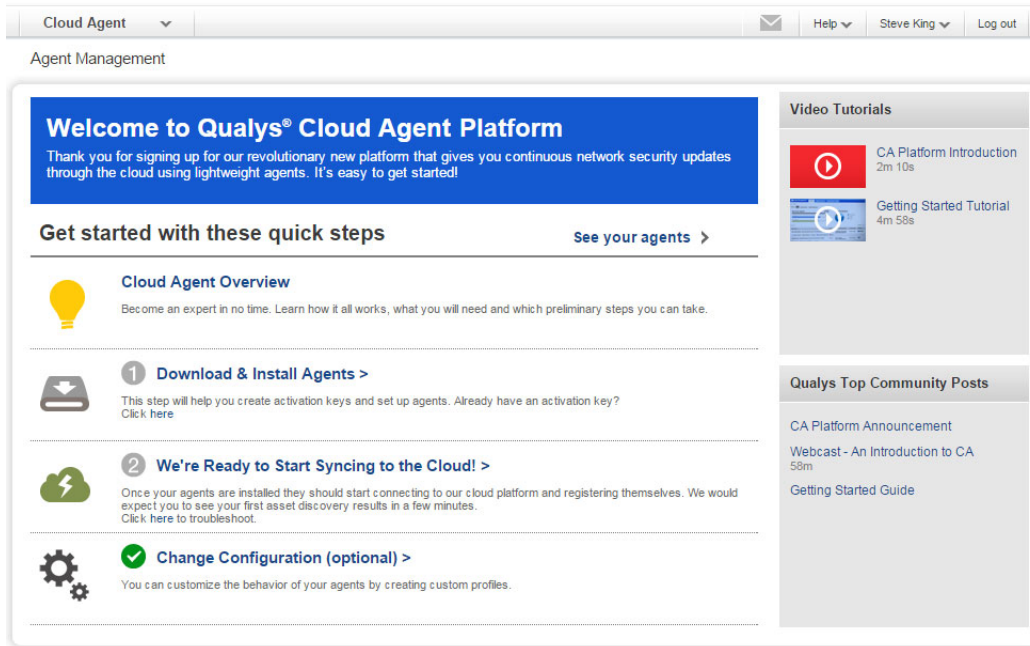 Cloud Agent
Help
Steve King
Log out
Agent Management
Welcome to Qualys® Cloud Agent Platform
Thank you for signing up for our revolutionary new platform that gives you continuous network security updates
through the cloud using lightweight agents. It's easy to get started!
Get started with these quick steps
See your agents >
Cloud Agent Overview
Become an expert in no time. Learn how it all works, what you will need and which preliminary steps you can take.
1 Download & Install Agents >
This step will help you create activation keys and set up agents. Already have an activation key?
Click here
2 We're Ready to Start Syncing to the Cloud! >
Once your agents are installed they should start connecting to our cloud platform and registering themselves. We would
expect you to see your first asset discovery results in a few minutes.
Click here to troubleshoot.
Change Configuration (optional) >
You can customize the behavior of your agents by creating custom profiles.
Video Tutorials
CA Platform Introduction
2m 10s
Getting Started Tutorial
4m 58s
Qualys Top Community Posts
CA Platform Announcement
Webcast - An Introduction to CA
58m
Getting Started Guide